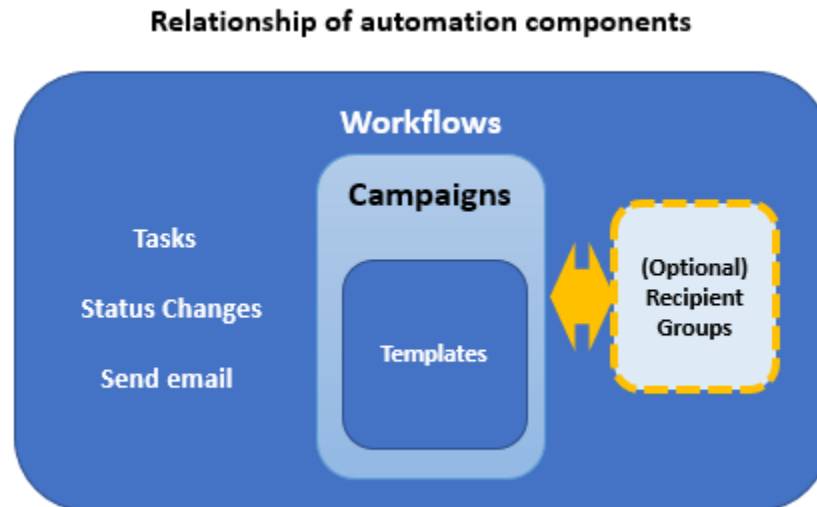 Relationship of automation components
Workflows
Campaigns
Tasks
Status Changes
Send email
Templates
(Optional)
Recipient
Groups